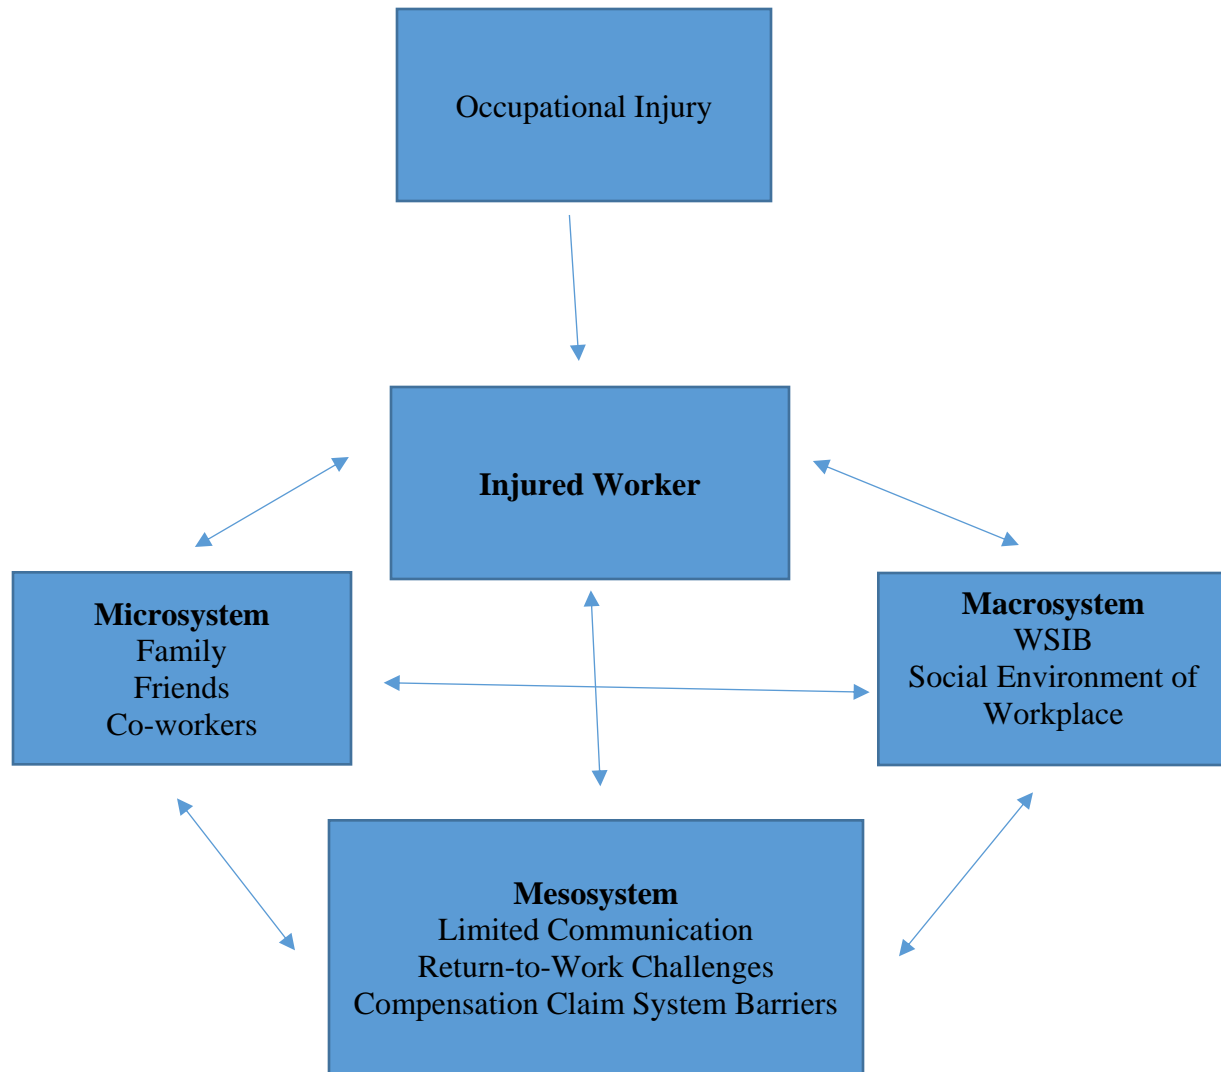 Occupational Injury
Injured Worker
Microsystem
Family
Friends
Co-workers
Macrosystem
WSIB
Social Environment of
Workplace
Mesosystem
Limited Communication
Return-to-Work Challenges
Compensation Claim System Barriers